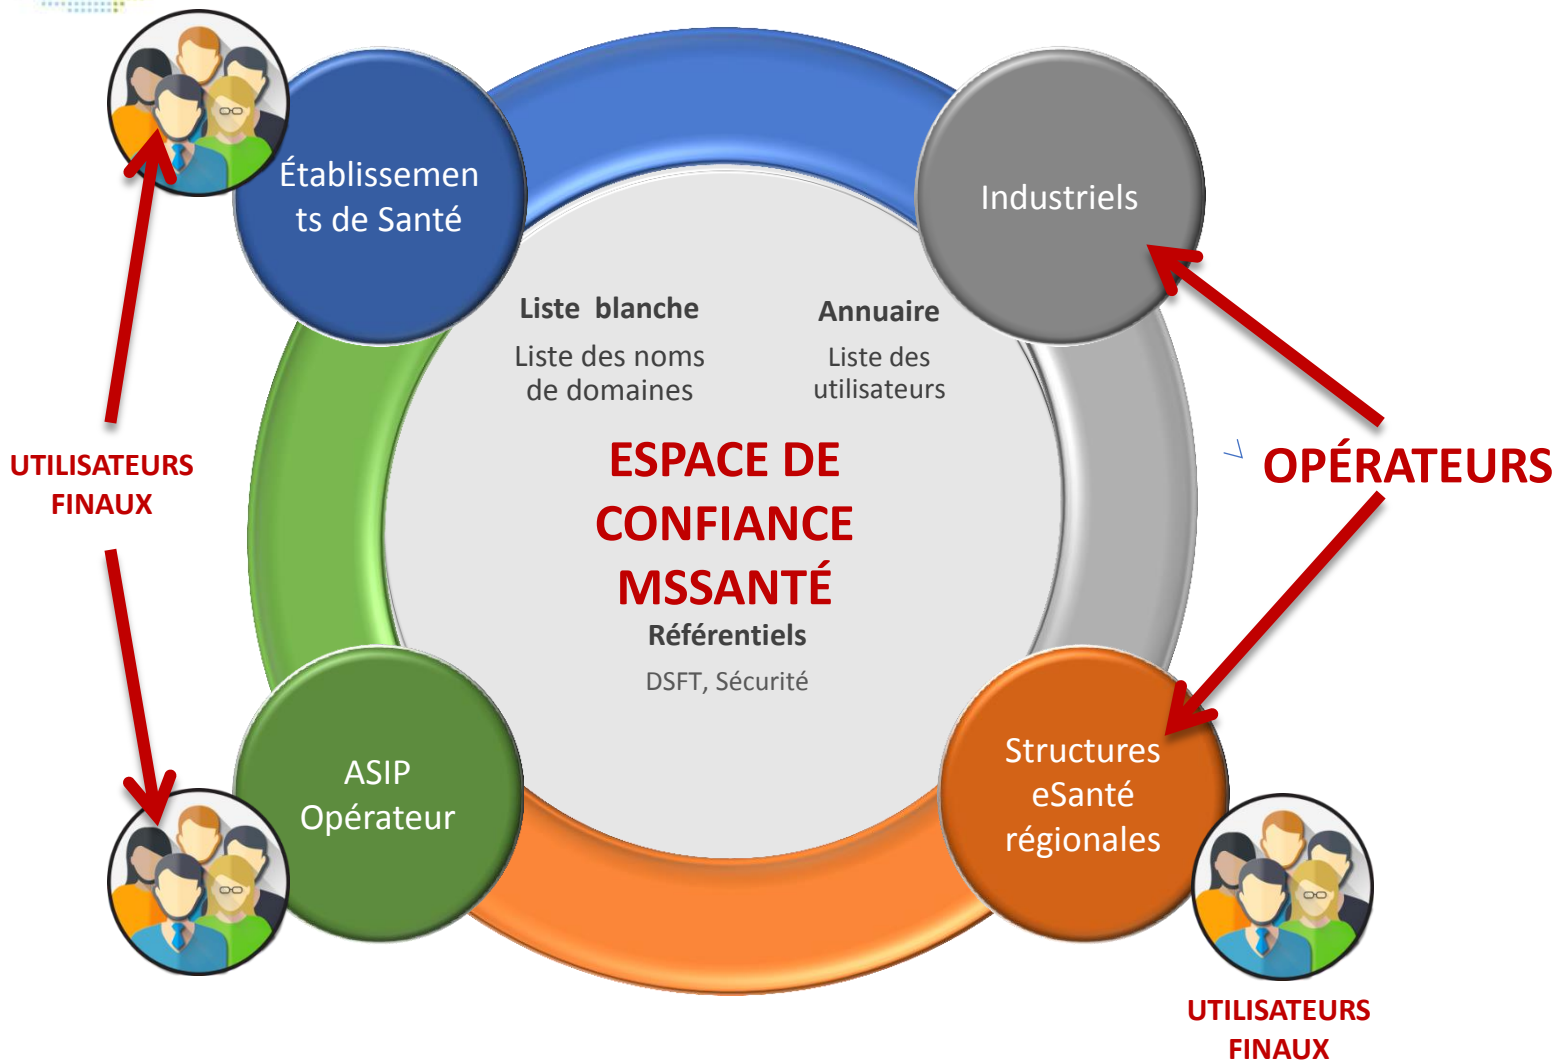 Établissemen
ts de Santé
Industriels
Liste blanche
Liste des noms
de domaines
Annuaire
Liste des
utilisateurs
UTILISATEURS
FINAUX
ESPACE DE
CONFIANCE
MSSANTÉ
OPÉRATEURS
Référentiels
DSFT, Sécurité
ASIP
Opérateur
Structures
eSanté
régionales
UTILISATEURS
FINAUX